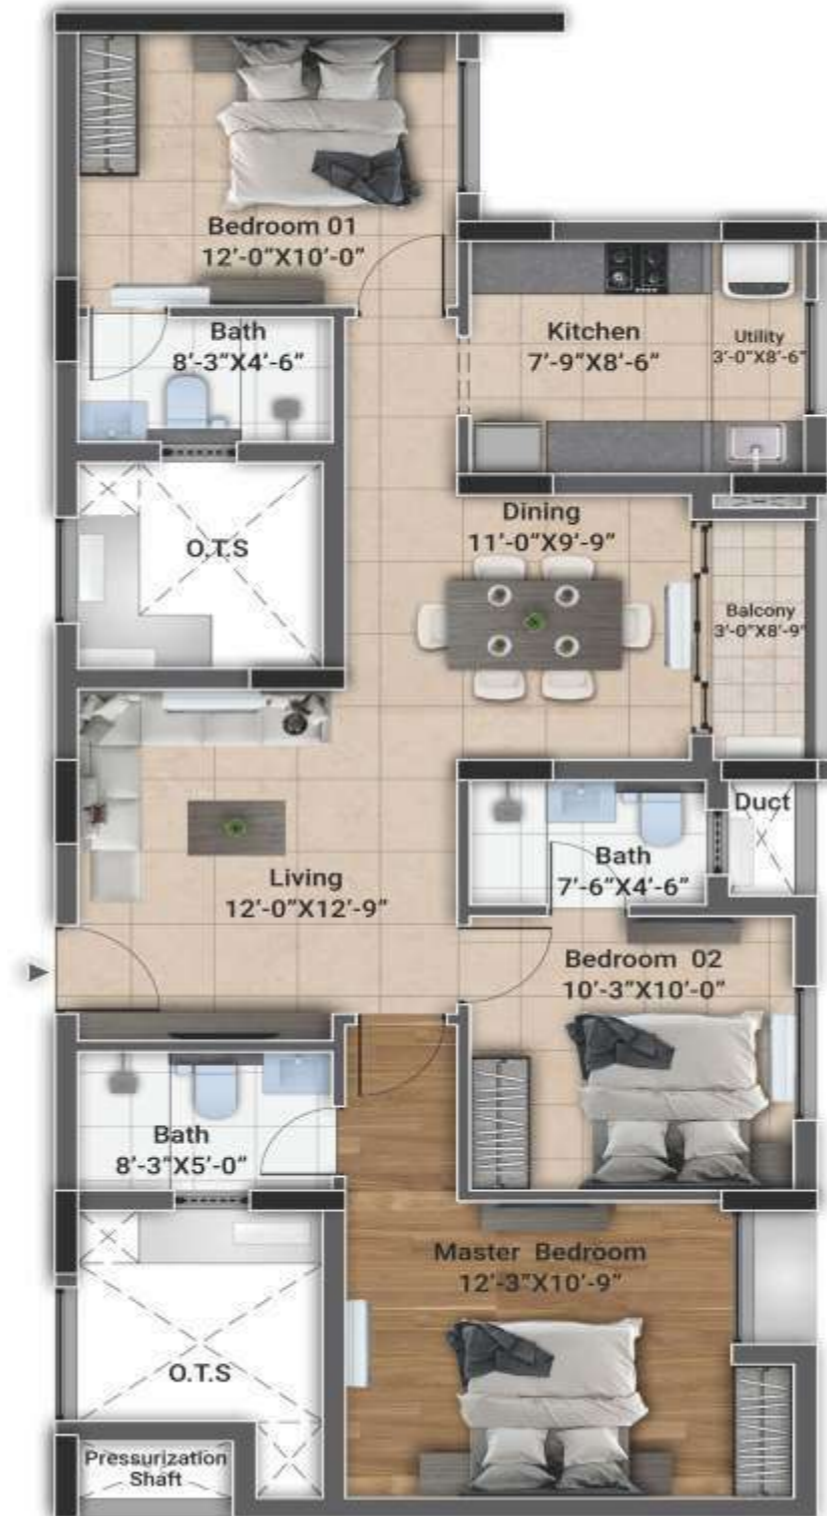 Bedroom 01
12'-0"X10'-0"
Bath
8'-3"X4'-6"
Kitchen
7'-9"X8'-6"
Utility
3'-0"X8'-6"
O.T.S
Dining
11'-0"X9'-9"
Balcony
3'-0"X8'-9"
Duct
Bath
7'-6"X4'-6"
Living
12'-0"X12'-9"
Bedroom 02
10'-3"X10'-0"
Bath
8'-3"X5'-0"
Master Bedroom
12'-3"X10'-9"
O.T.S
Pressurization
Shaft